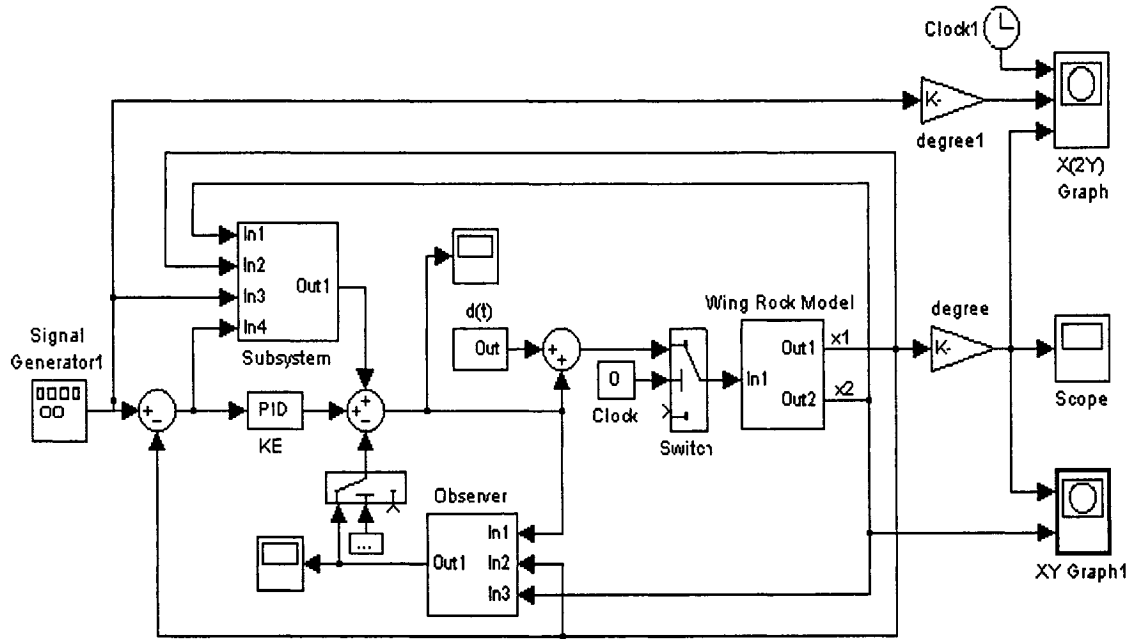 Clock1
K-
degree1
X(2Y)
Graph
In1
In2
In3
In4
Out1
Subsystem
Signal
Generator1
+
-
PID
KE
+
+
-
d(t)
Out
+
+
0
Clock
Switch
Wing Rock Model
In1
Out1
Out2
x1
x2
degree
K-
Scope
Observer
In1
In2
In3
Out1
...
XY Graph1